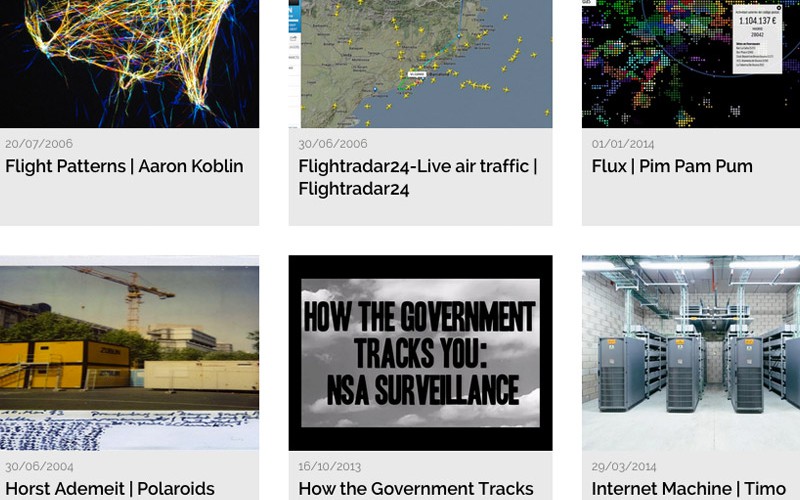 1.104.137 €
28042
20/07/2006
Flight Patterns | Aaron Koblin
30/06/2006
Flightradar24-Live air traffic |
Flightradar24
01/01/2014
Flux | Pim Pam Pum
HOW THE GOVERNMENT
TRACKS YOU:
NSA SURVEILLANCE
30/06/2004
Horst Ademeit | Polaroids
16/10/2013
How the Government Tracks
29/03/2014
Internet Machine | Timo